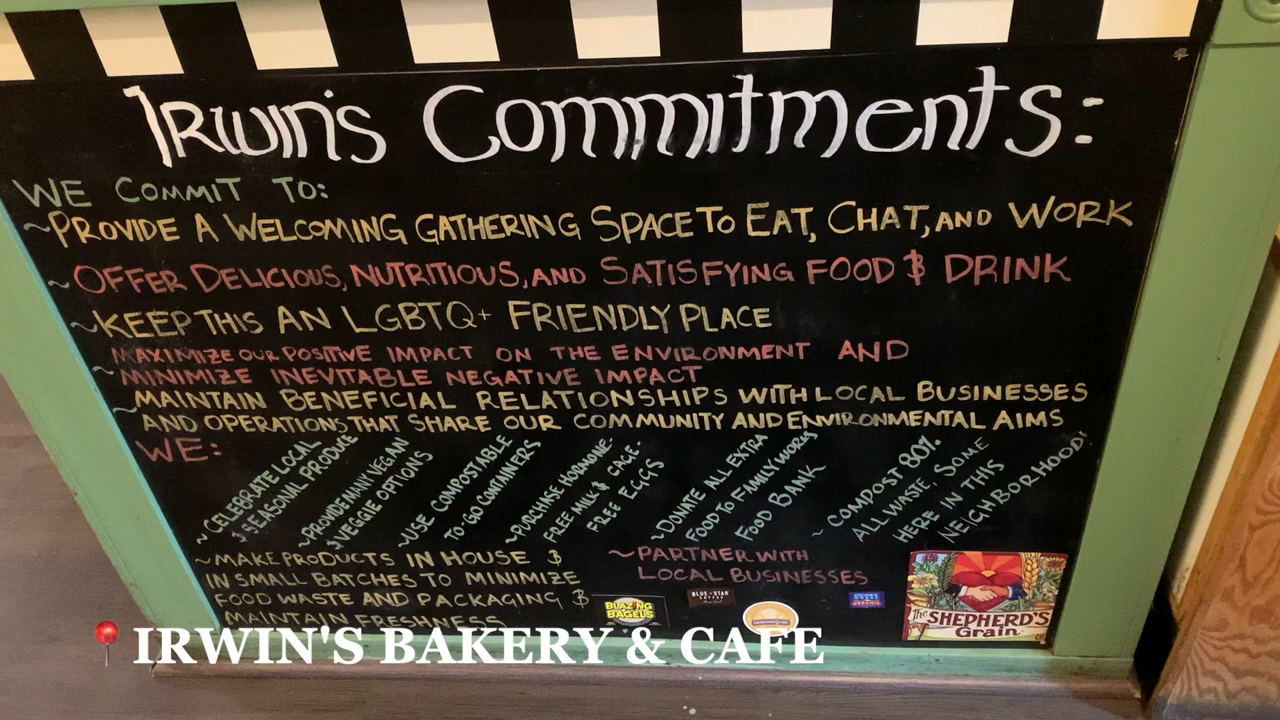 IRWIN'S COMMITMENTS:
WE COMMIT TO:
~PROVIDE A WELCOMING GATHERING SPACE TO EAT, CHAT, AND WORK
~OFFER DELICIOUS, NUTRITIOUS, AND SATISFYING FOOD & DRINK
~KEEP THIS AN LGBTQ+ FRIENDLY PLACE
~MAXIMIZE OUR POSITIVE IMPACT ON THE ENVIRONMENT AND
MINIMIZE INEVITABLE NEGATIVE IMPACT
~MAINTAIN BENEFICIAL RELATIONSHIPS WITH LOCAL BUSINESSES
AND OPERATIONS THAT SHARE OUR COMMUNITY AND ENVIRONMENTAL AIMS
WE:
~CELEBRATE LOCAL
& SEASONAL PRODUCE
~PROVIDE MANY VEGAN
& VEGGIE OPTIONS
~USE COMPOSTABLE
TO-GO CONTAINERS
~PURCHASE HORMONE-
FREE MILK & CAGE-
FREE EGGS
~DONATE ALL EXTRA
FOOD TO FAMILY WORKS
FOOD BANK
~COMPOST 80% 
ALL WASTE, SOME
HERE IN THIS
NEIGHBORHOOD!
~MAKE PRODUCTS IN HOUSE &
IN SMALL BATCHES TO MINIMIZE
FOOD WASTE AND PACKAGING &
MAINTAIN FRESHNESS
~PARTNER WITH
LOCAL BUSINESSES
BLAZING
BAGELS
BLUE STAR
COFFEE
The
SHEPHERD'S
Grain
IRWIN'S BAKERY & CAFE